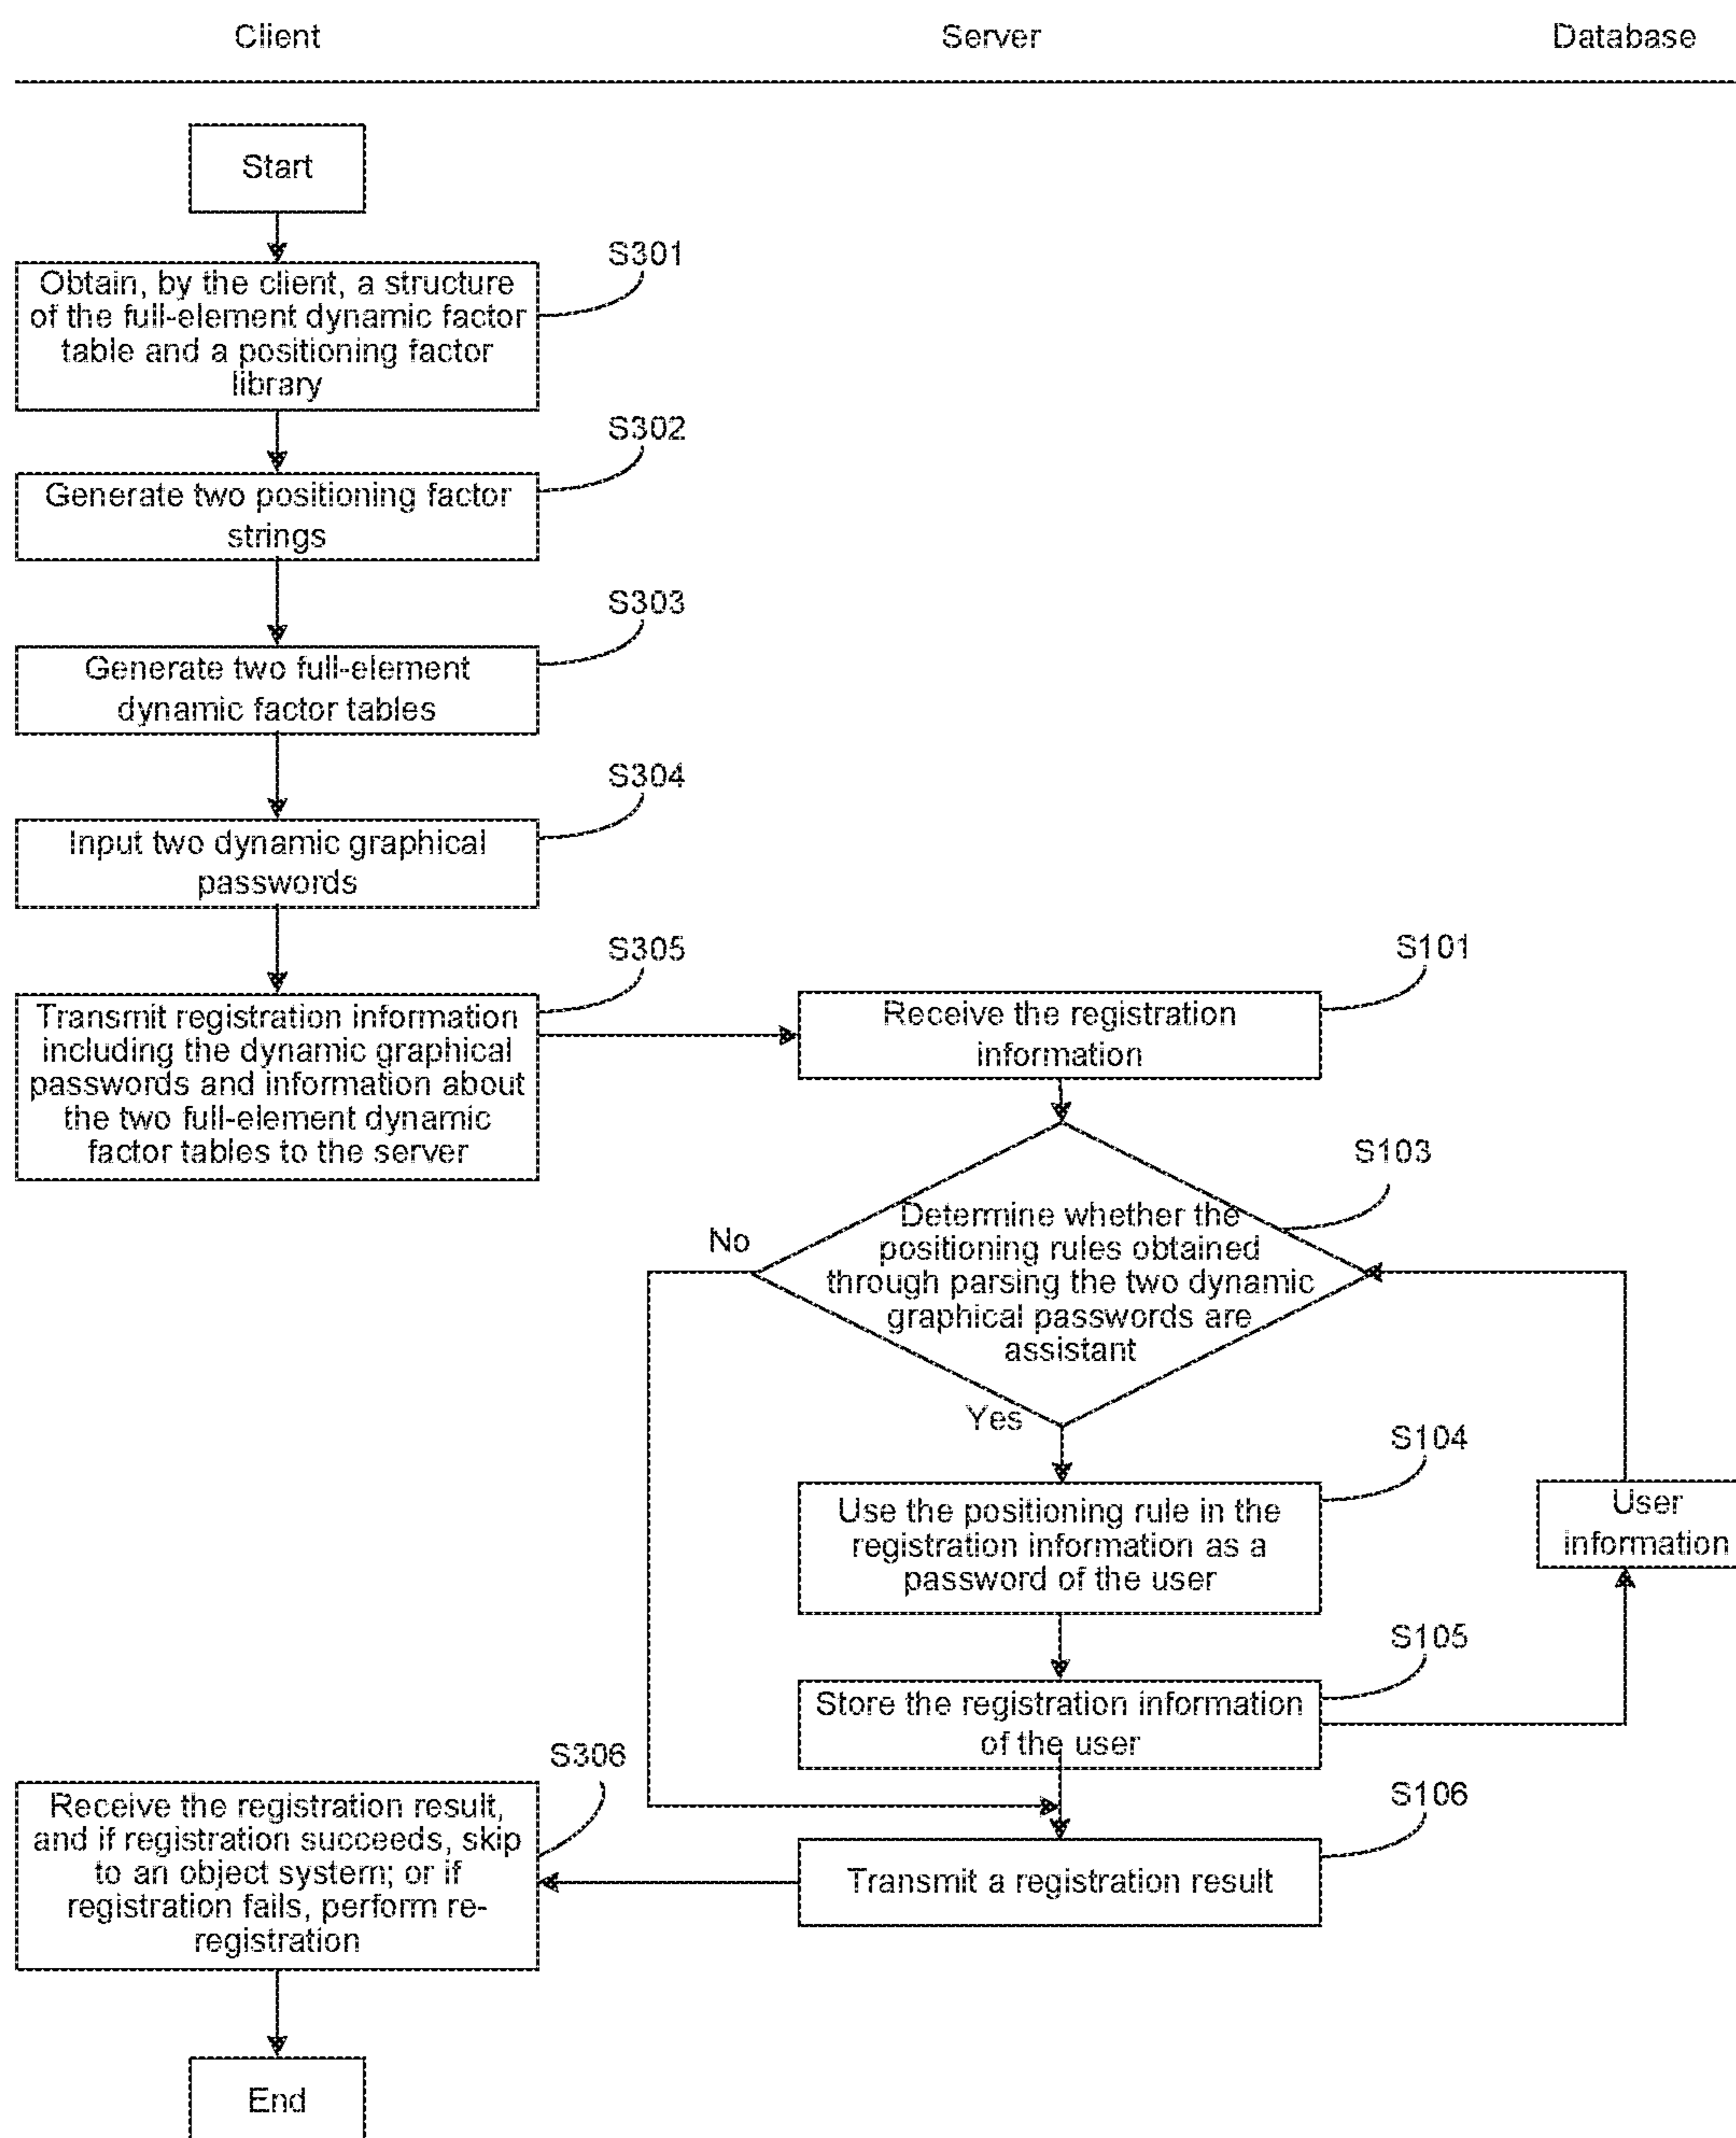 Client
Server
Database
Start
S301
Obtain, by the client, a structure
of the full-element dynamic factor
table and a positioning factor
library
S302
Generate two positioning factor
strings
S303
Generate two full-element
dynamic factor tables
S304
Input two dynamic graphical
passwords
S305
Transmit registration information
including the dynamic graphical
passwords and information about
the two full-element dynamic
factor tables to the server
S101
Receive the registration
information
S103
Determine whether the
positioning rules obtained
through parsing the two dynamic
graphical passwords are
assistant
No
Yes
S104
Use the positioning rule in the
registration information as a
password of the user
User
information
S105
Store the registration information
of the user
S106
Transmit a registration result
S306
Receive the registration result,
and if registration succeeds, skip
to an object system; or if
registration fails, perform re-
registration
End